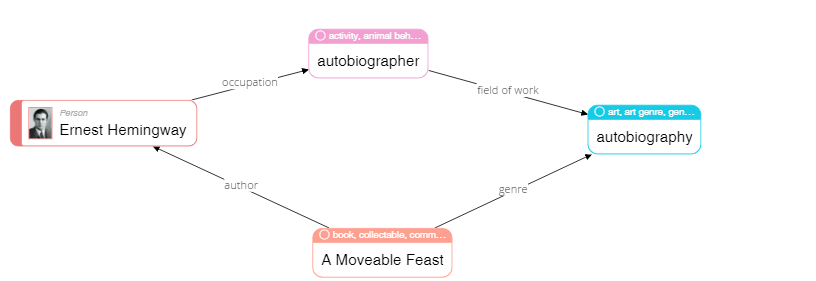 activity, animal beh...
autobiographer
occupation
field of work
Person
Ernest Hemingway
art, art genre, gen...
autobiography
author
genre
book, collectable, comm...
A Moveable Feast